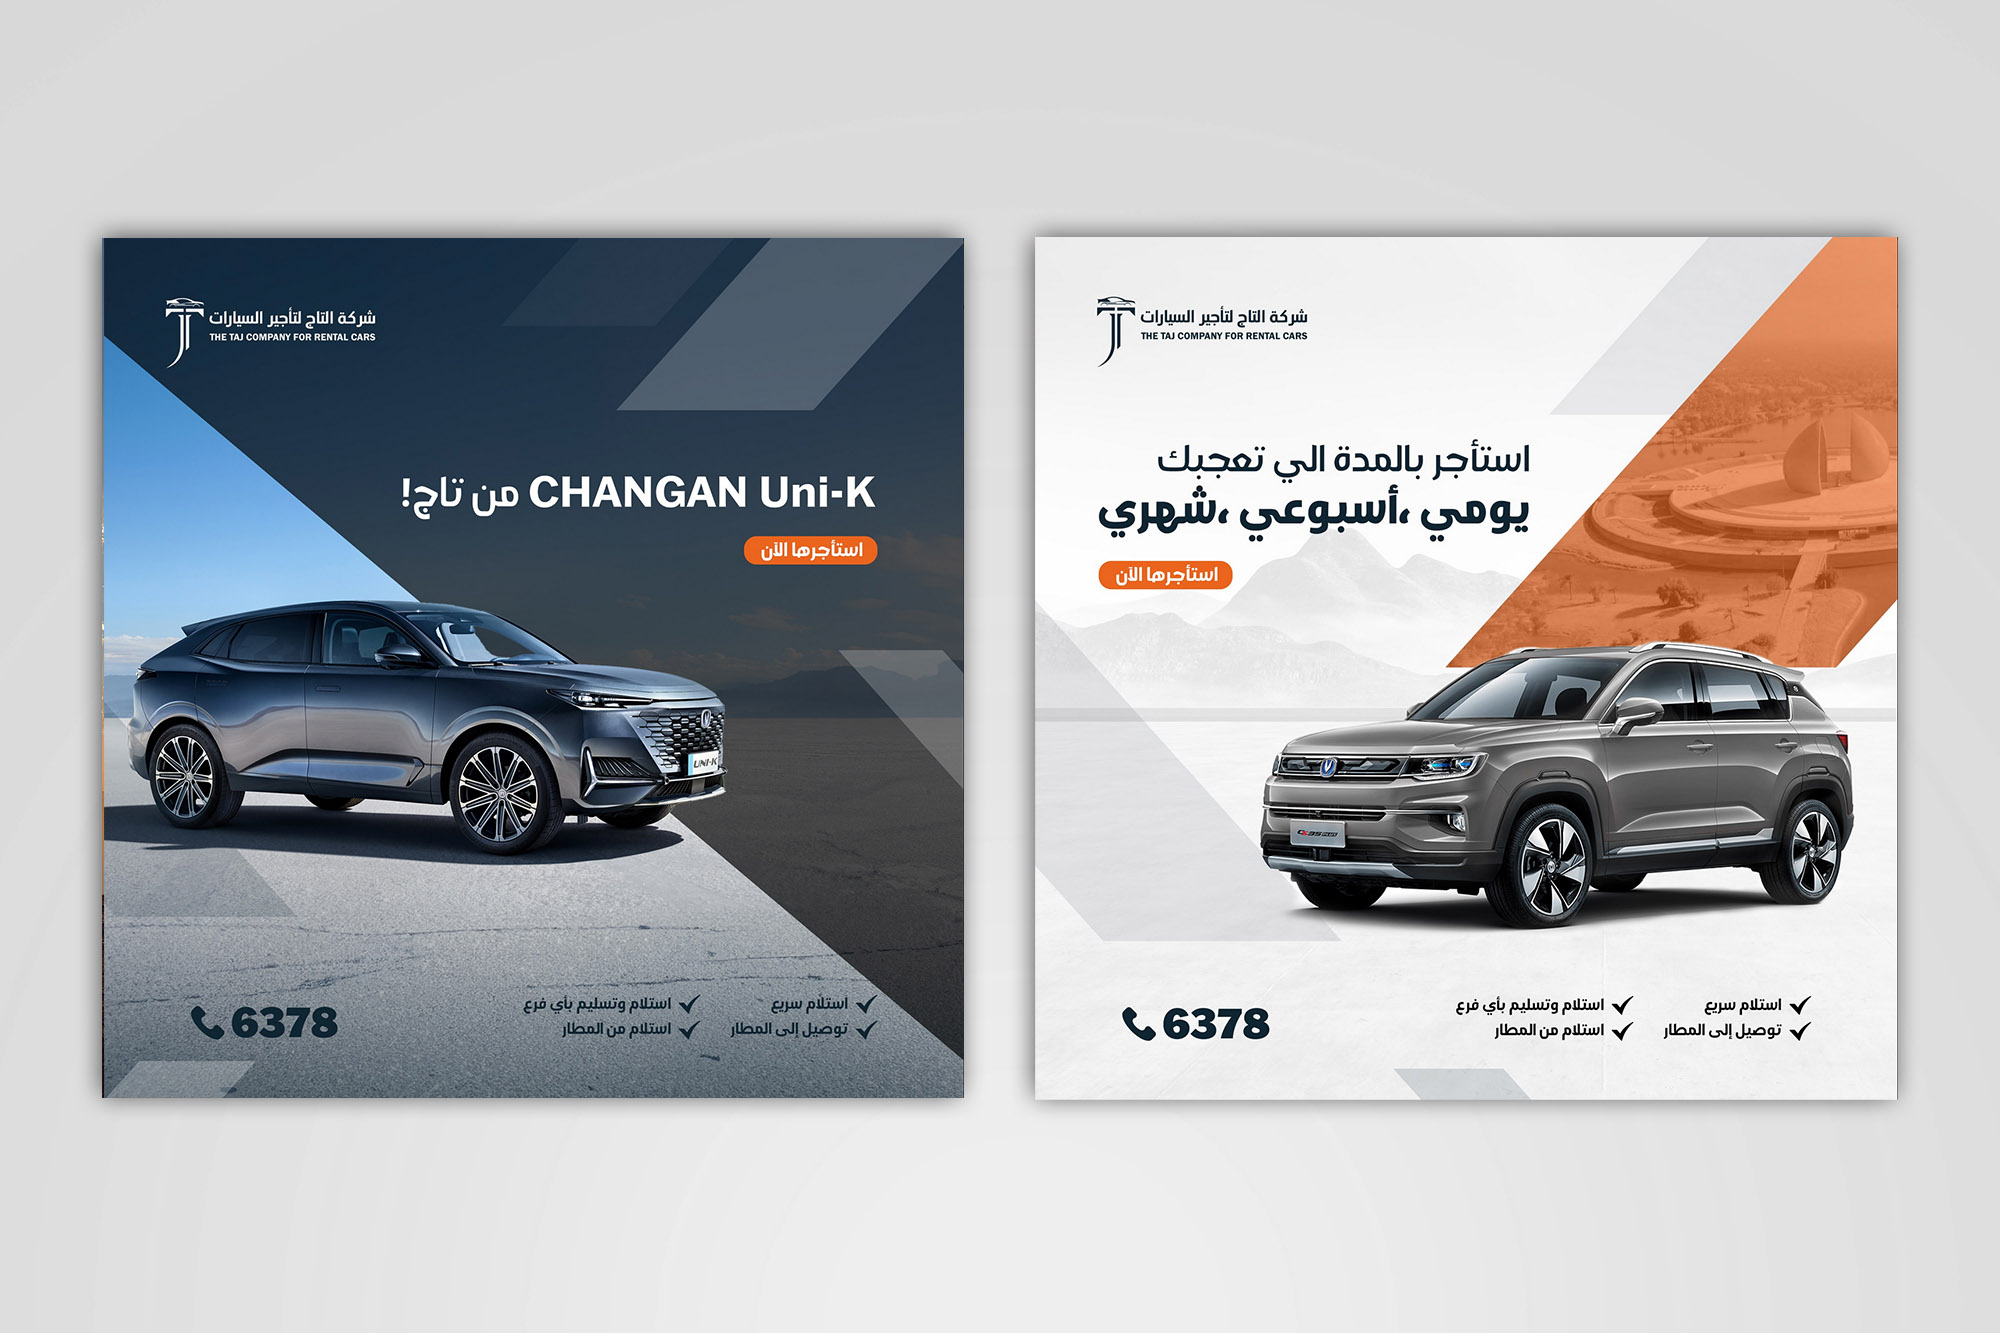 شركة التاج لتأجير السيارات
THE TAJ COMPANY FOR RENTAL CARS
CHANGAN Uni-K من تاج!
استأجرها الآن
UNI-K
استلام سريع
توصيل إلى المطار
استلام وتسليم بأي فرع
استلام من المطار
6378
شركة التاج لتأجير السيارات
THE TAJ COMPANY FOR RENTAL CARS
استأجر بالمدة الي تعجبك
يومي ،أسبوعي ،شهري
استأجرها الآن
CS35 PLUS
استلام سريع
توصيل إلى المطار
استلام وتسليم بأي فرع
استلام من المطار
6378